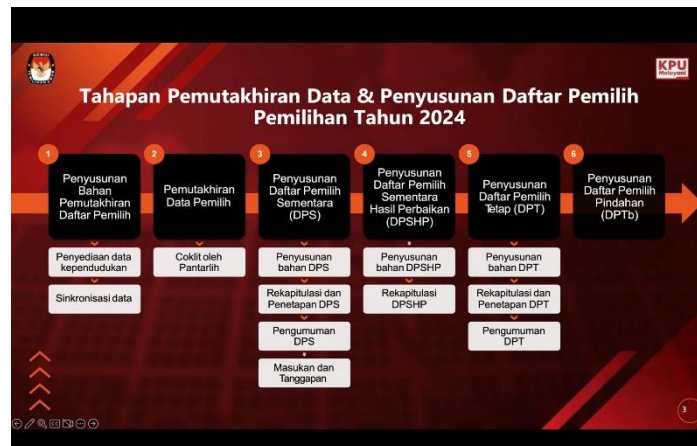 KPU
Melayani
Tahapan Pemutakhiran Data & Penyusunan Daftar Pemilih
Pemilihan Tahun 2024
1
Penyusunan
Bahan
Pemutakhiran
Daftar Pemilih
Penyediaan data
kependudukan
Sinkronisasi data
2
Pemutakhiran
Data Pemilih
Coklit oleh
Pantarlih
3
Penyusunan
Daftar Pemilih
Sementara
(DPS)
Penyusunan
bahan DPS
Rekapitulasi dan
Penetapan DPS
Pengumuman
DPS
Masukan dan
Tanggapan
4
Penyusunan
Daftar Pemilih
Sementara
Hasil Perbaikan
(DPSHP)
Penyusunan
bahan DPSHP
Rekapitulasi
DPSHP
5
Penyusunan
Daftar Pemilih
Tetap (DPT)
Penyusunan
bahan DPT
Rekapitulasi dan
Penetapan DPT
Pengumuman
DPT
6
Penyusunan
Daftar Pemilih
Pindahan
(DPTb)
3